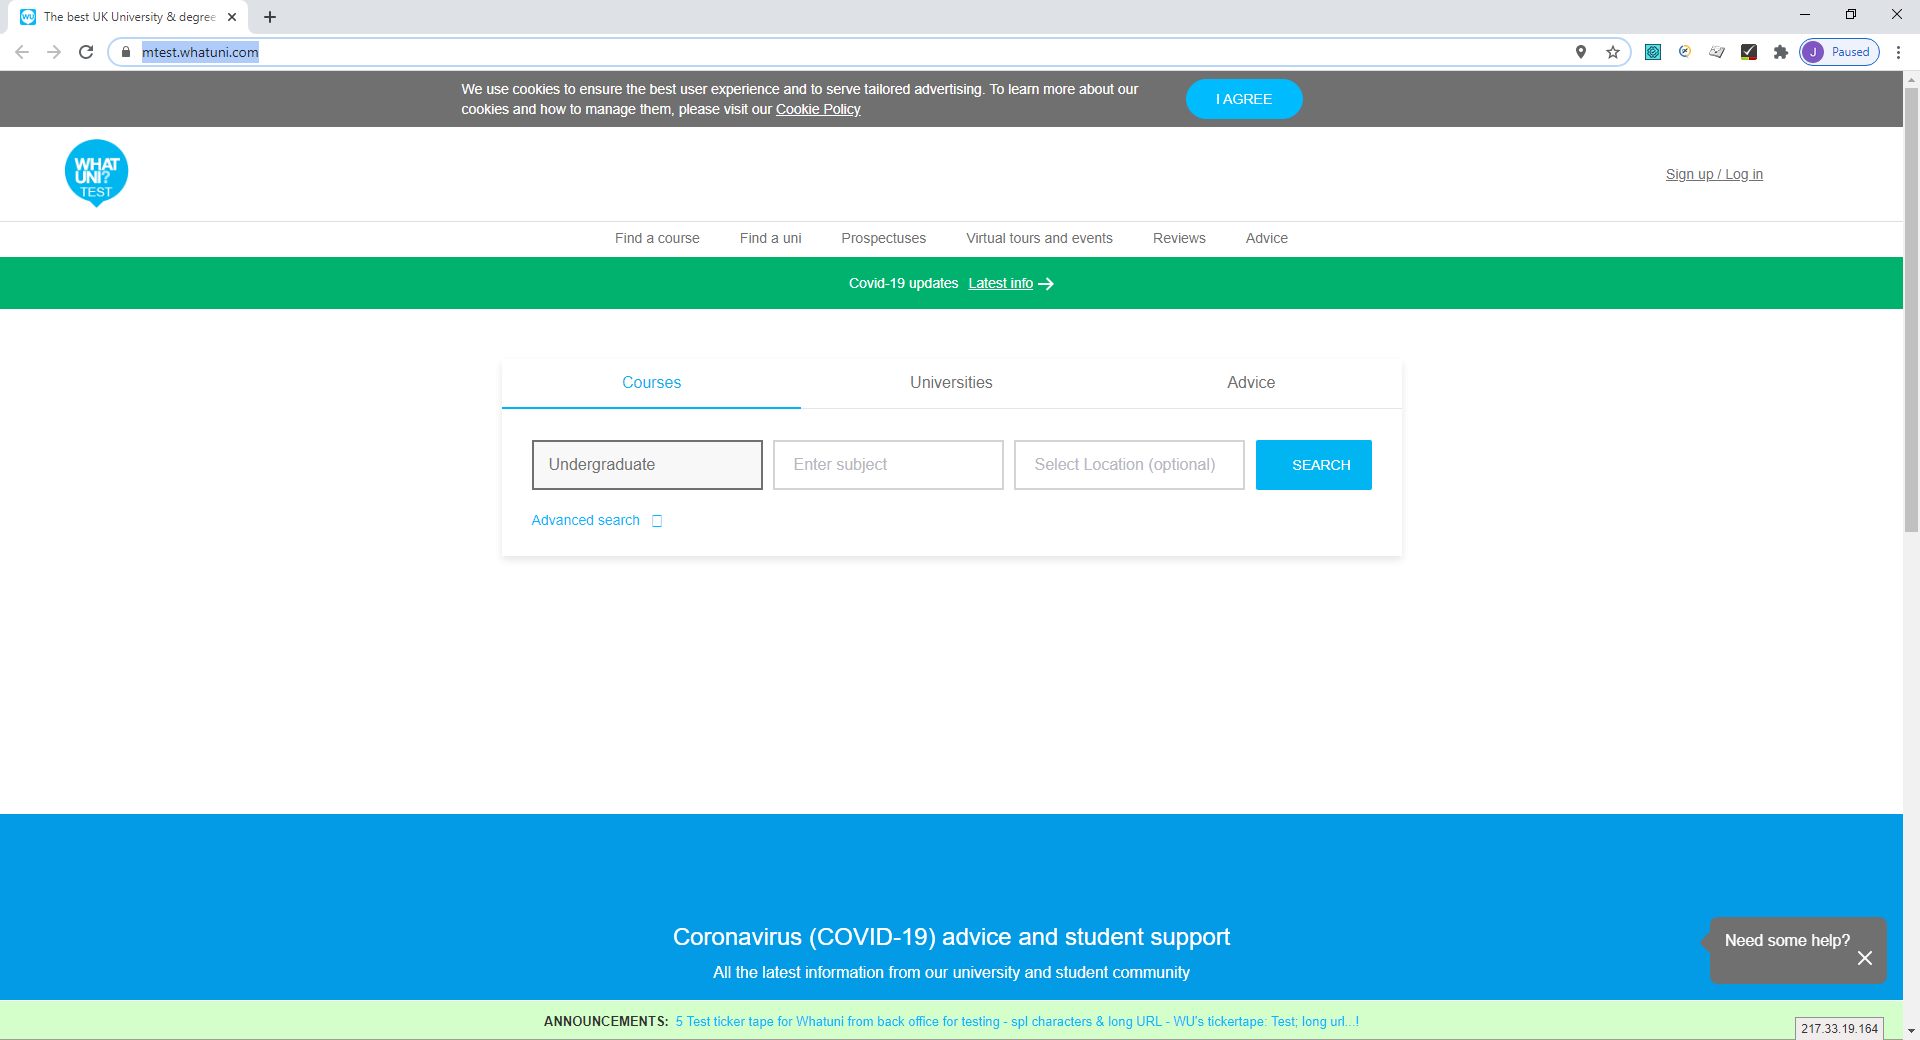 WU The best UK University & degree
mtest.whatuni.com
J Paused
We use cookies to ensure the best user experience and to serve tailored advertising. To learn more about our
cookies and how to manage them, please visit our Cookie Policy
I AGREE
WHAT
UNI?
TEST
Sign up / Log in
Find a course Find a uni Prospectuses Virtual tours and events Reviews Advice
Covid-19 updates Latest info
Courses Universities Advice
Undergraduate Enter subject Select Location (optional) SEARCH
Advanced search
Coronavirus (COVID-19) advice and student support
All the latest information from our university and student community
Need some help?
ANNOUNCEMENTS: 5 Test ticker tape for Whatuni from back office for testing - spl characters & long URL - WU's tickertape: Test; long url...!
217.33.19.164